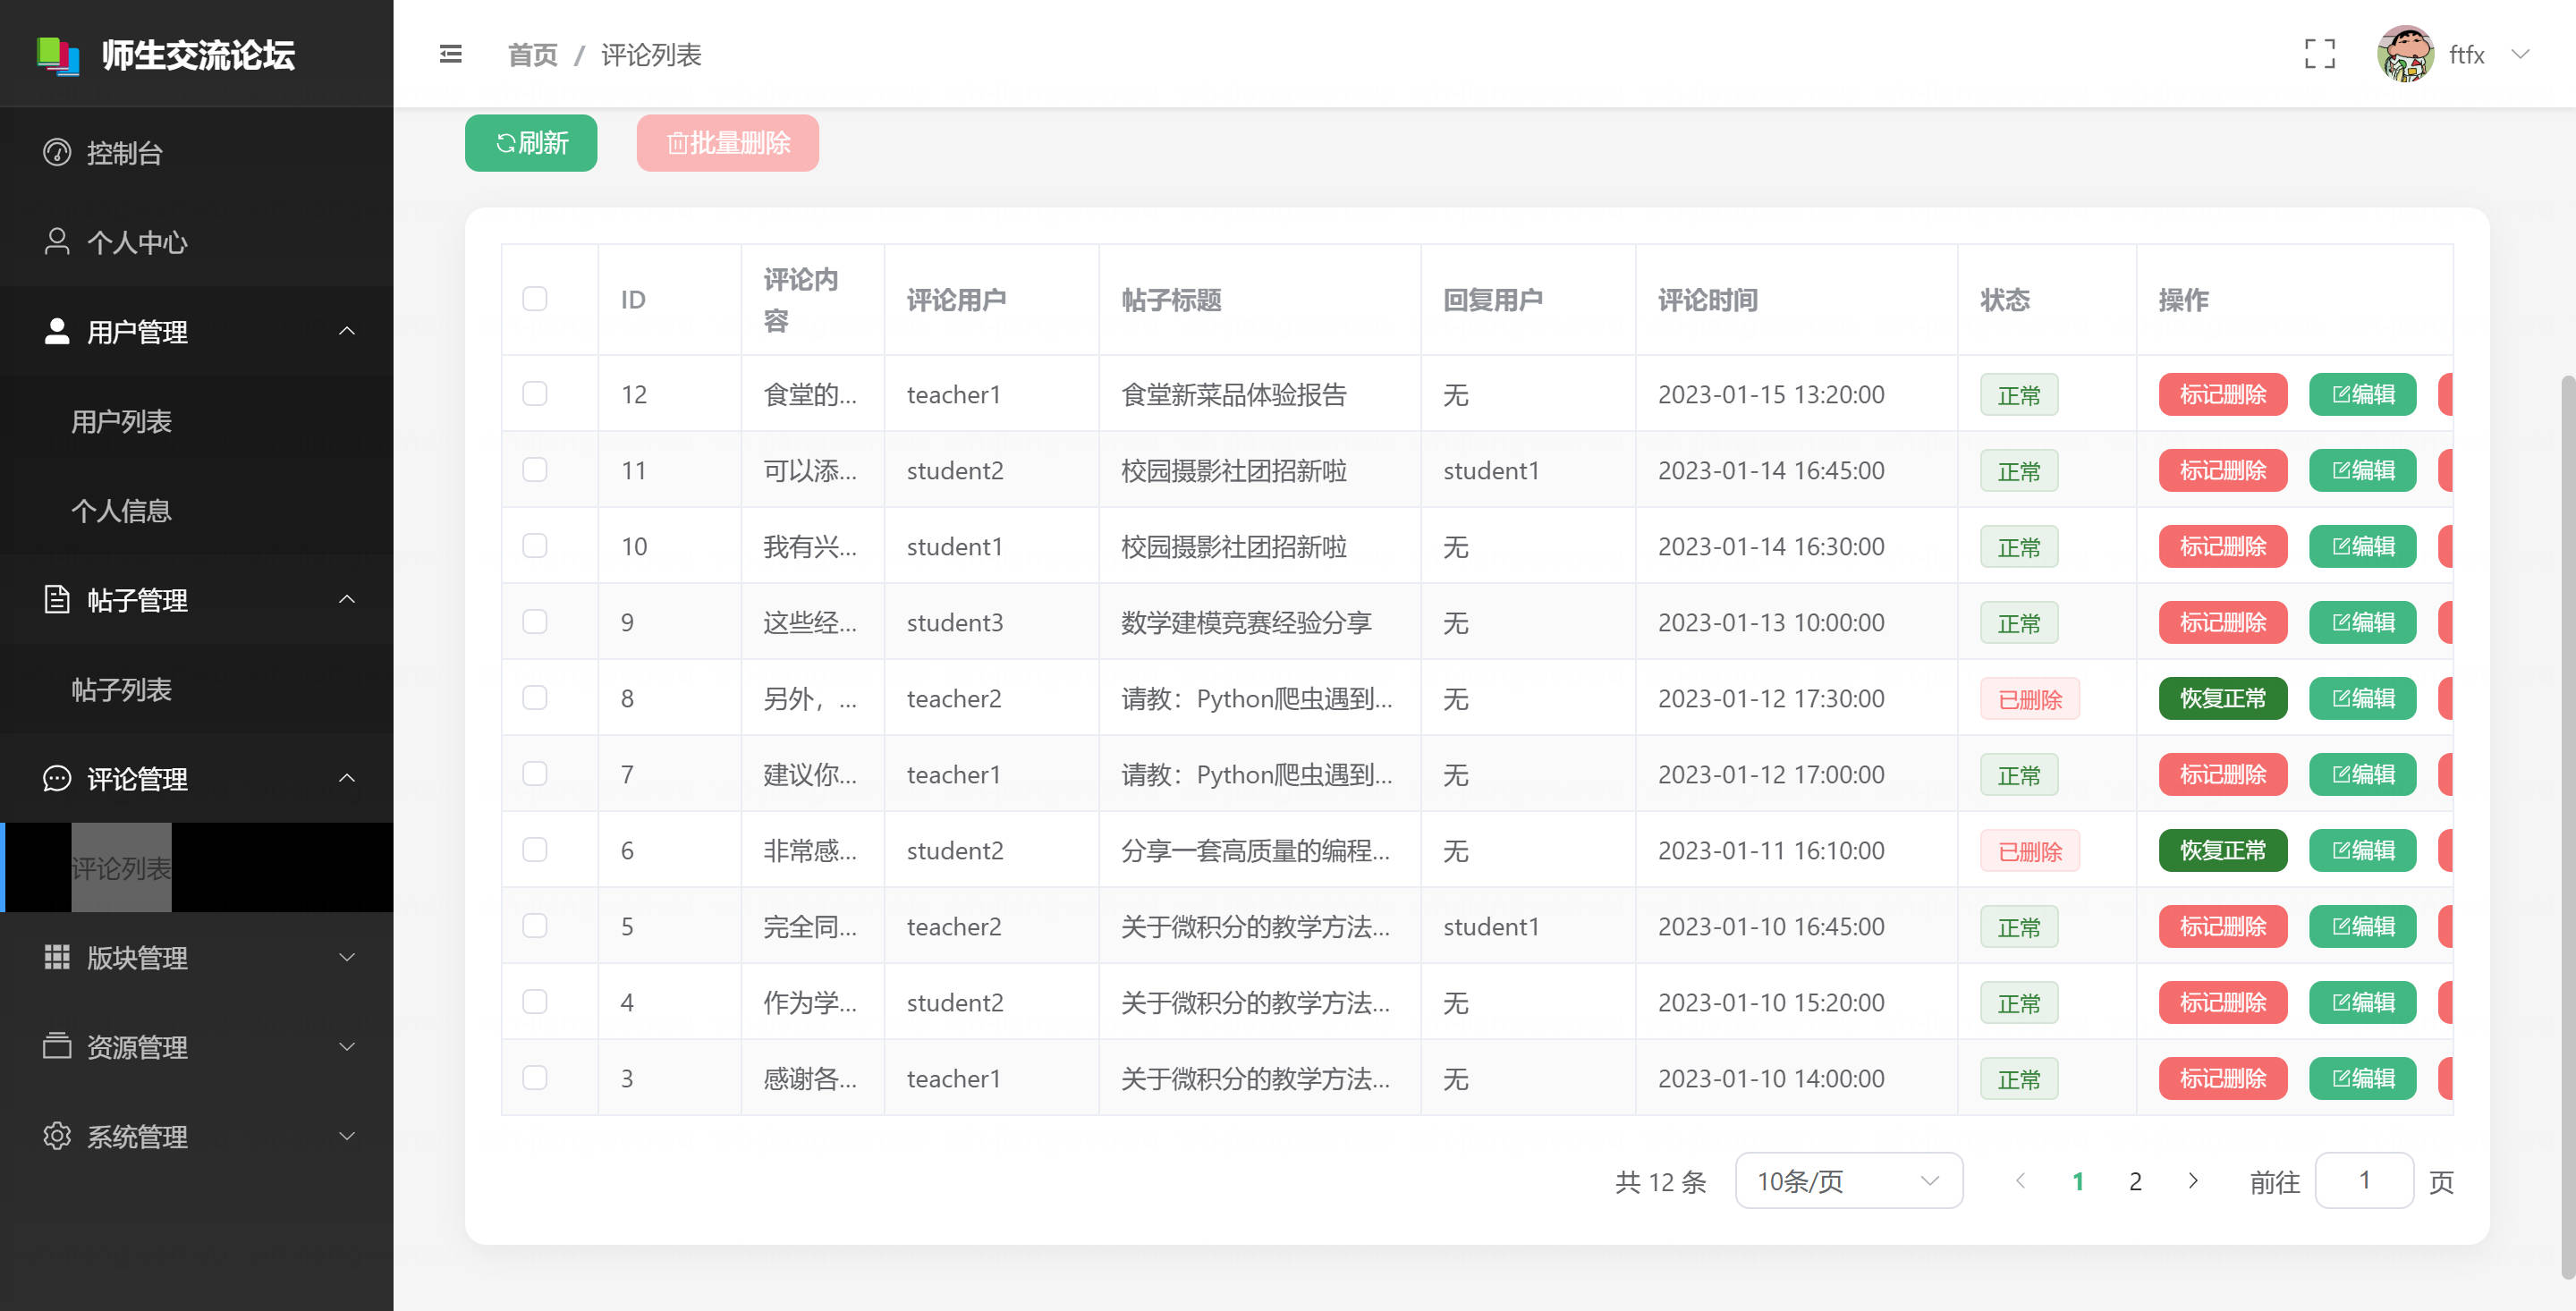 师生交流论坛
首页 / 评论列表
ftfx
控制台
个人中心
用户管理
用户列表
个人信息
帖子管理
帖子列表
评论管理
评论列表
版块管理
资源管理
系统管理
刷新 批量删除
ID 评论内容 评论用户 帖子标题 回复用户 评论时间 状态 操作
12 食堂的... teacher1 食堂新菜品体验报告 无 2023-01-15 13:20:00 正常 标记删除 编辑
11 可以添... student2 校园摄影社团招新啦 student1 2023-01-14 16:45:00 正常 标记删除 编辑
10 我有兴... student1 校园摄影社团招新啦 无 2023-01-14 16:30:00 正常 标记删除 编辑
9 这些经... student3 数学建模竞赛经验分享 无 2023-01-13 10:00:00 正常 标记删除 编辑
8 另外，... teacher2 请教：Python爬虫遇到... 无 2023-01-12 17:30:00 已删除 恢复正常 编辑
7 建议你... teacher1 请教：Python爬虫遇到... 无 2023-01-12 17:00:00 正常 标记删除 编辑
6 非常感... student2 分享一套高质量的编程... 无 2023-01-11 16:10:00 已删除 恢复正常 编辑
5 完全同... teacher2 关于微积分的教学方法... student1 2023-01-10 16:45:00 正常 标记删除 编辑
4 作为学... student2 关于微积分的教学方法... 无 2023-01-10 15:20:00 正常 标记删除 编辑
3 感谢各... teacher1 关于微积分的教学方法... 无 2023-01-10 14:00:00 正常 标记删除 编辑
共 12 条 10条/页 1 2 前往 1 页